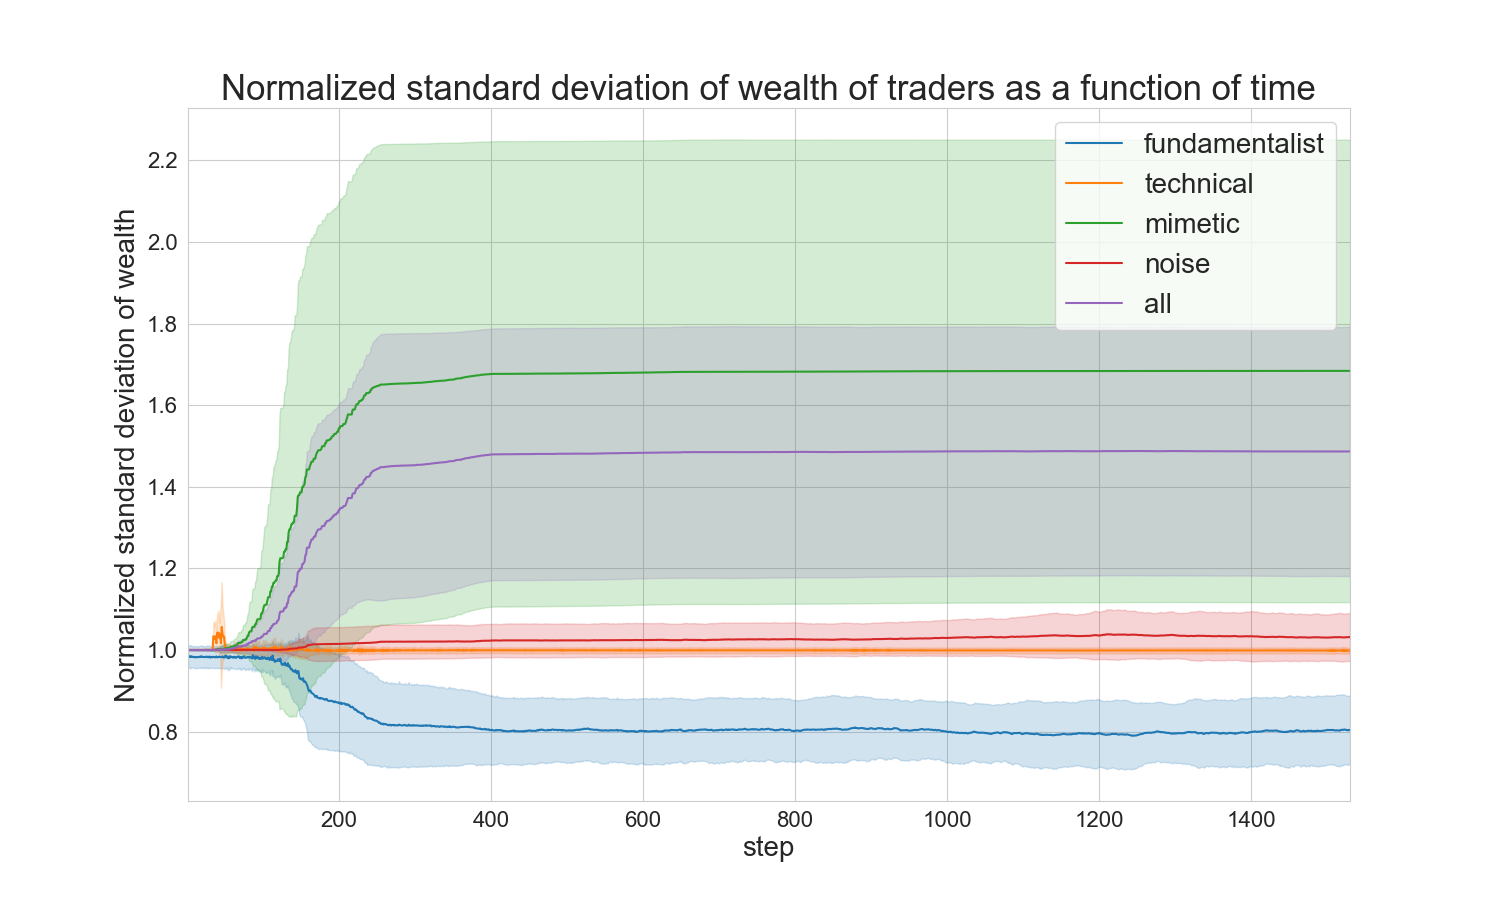 Normalized standard deviation of wealth of traders as a function of time
Normalized standard deviation of wealth
2.2
2.0
1.8
1.6
1.4
1.2
1.0
0.8
fundamentalist
technical
mimetic
noise
all
200 400 600 800 1000 1200 1400
step